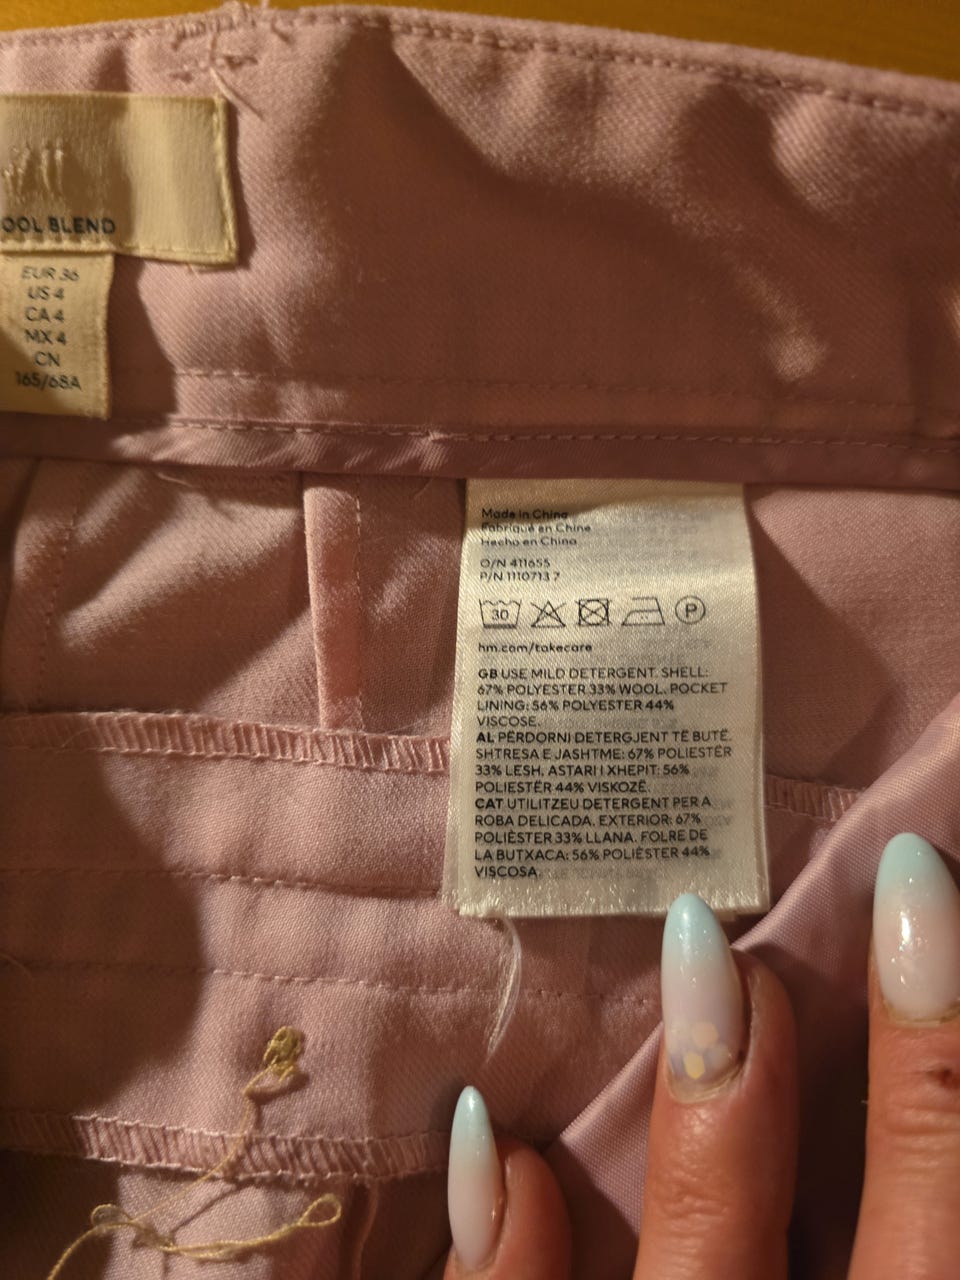 OOL BLEND
EUR 36
US 4
CA 4
MX 4
CN
165/68A
Made in China
Fabriqué en Chine
Hecho en China
O/N 411655
P/N 1110713 7
30 P
hm.com/takecare
GB USE MILD DETERGENT. SHELL:
67% POLYESTER 33% WOOL. POCKET
LINING: 56% POLYESTER 44%
VISCOSE.
AL PËRDORNI DETERGJENT TË BUTË.
SHTRESA E JASHTME: 67% POLIESTËR
33% LESH. ASTARI I XHEPIT: 56%
POLIESTËR 44% VISKOZË.
CAT UTILITZEU DETERGENT PER A
ROBA DELICADA. EXTERIOR: 67%
POLIÈSTER 33% LLANA. FOLRE DE
LA BUTXACA: 56% POLIÈSTER 44%
VISCOSA.